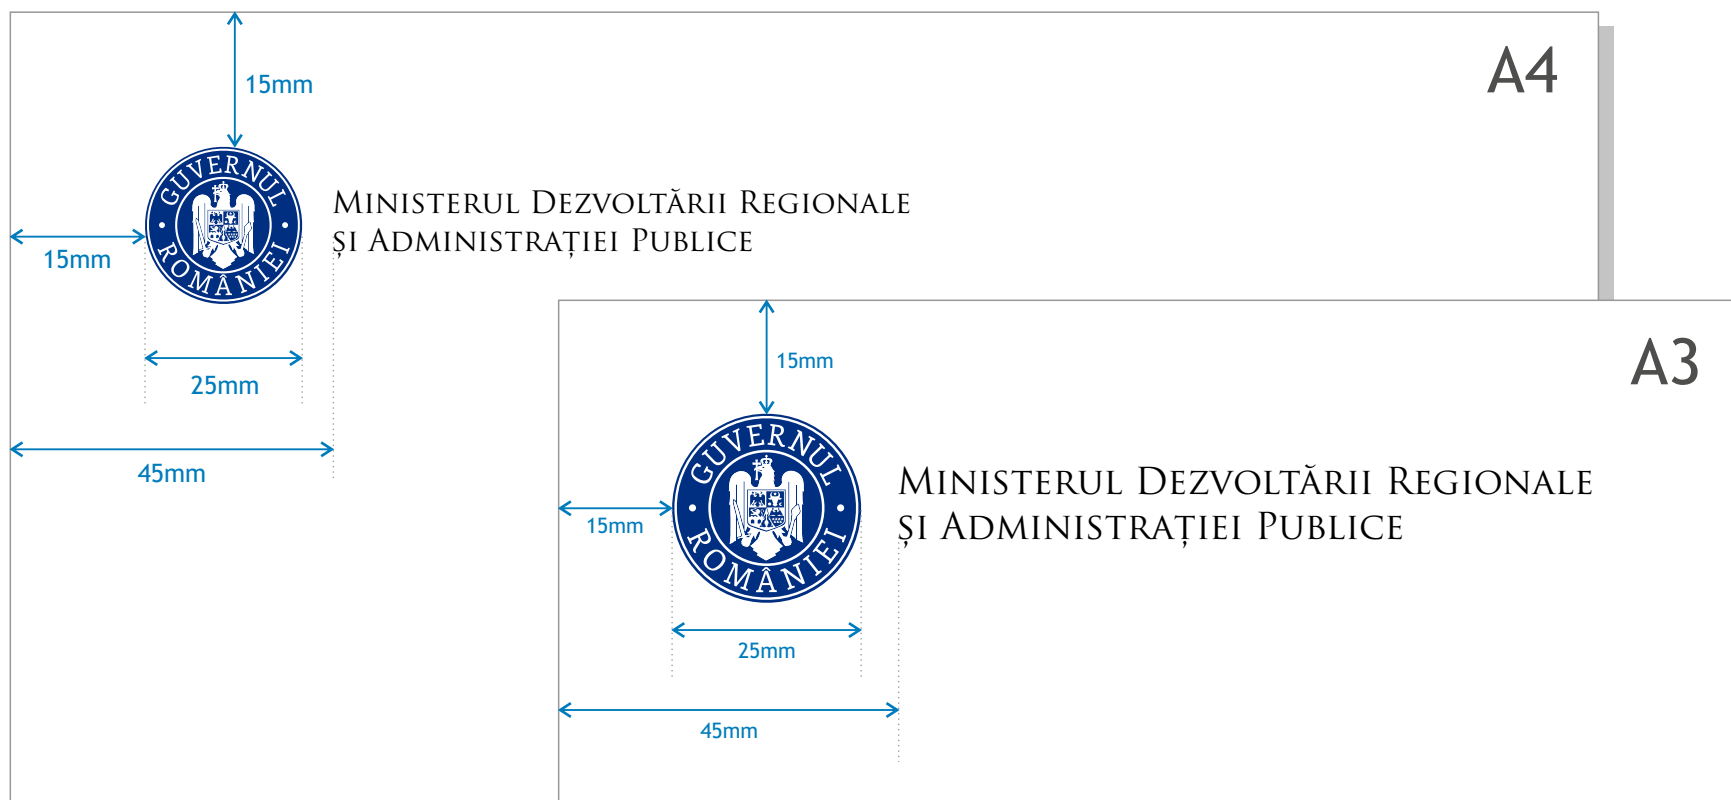 A4
15mm
GUVERNUL ROMÂNIEI
MINISTERUL DEZVOLTĂRII REGIONALE
ȘI ADMINISTRAȚIEI PUBLICE
15mm
25mm
45mm
A3
15mm
GUVERNUL ROMÂNIEI
MINISTERUL DEZVOLTĂRII REGIONALE
ȘI ADMINISTRAȚIEI PUBLICE
15mm
25mm
45mm